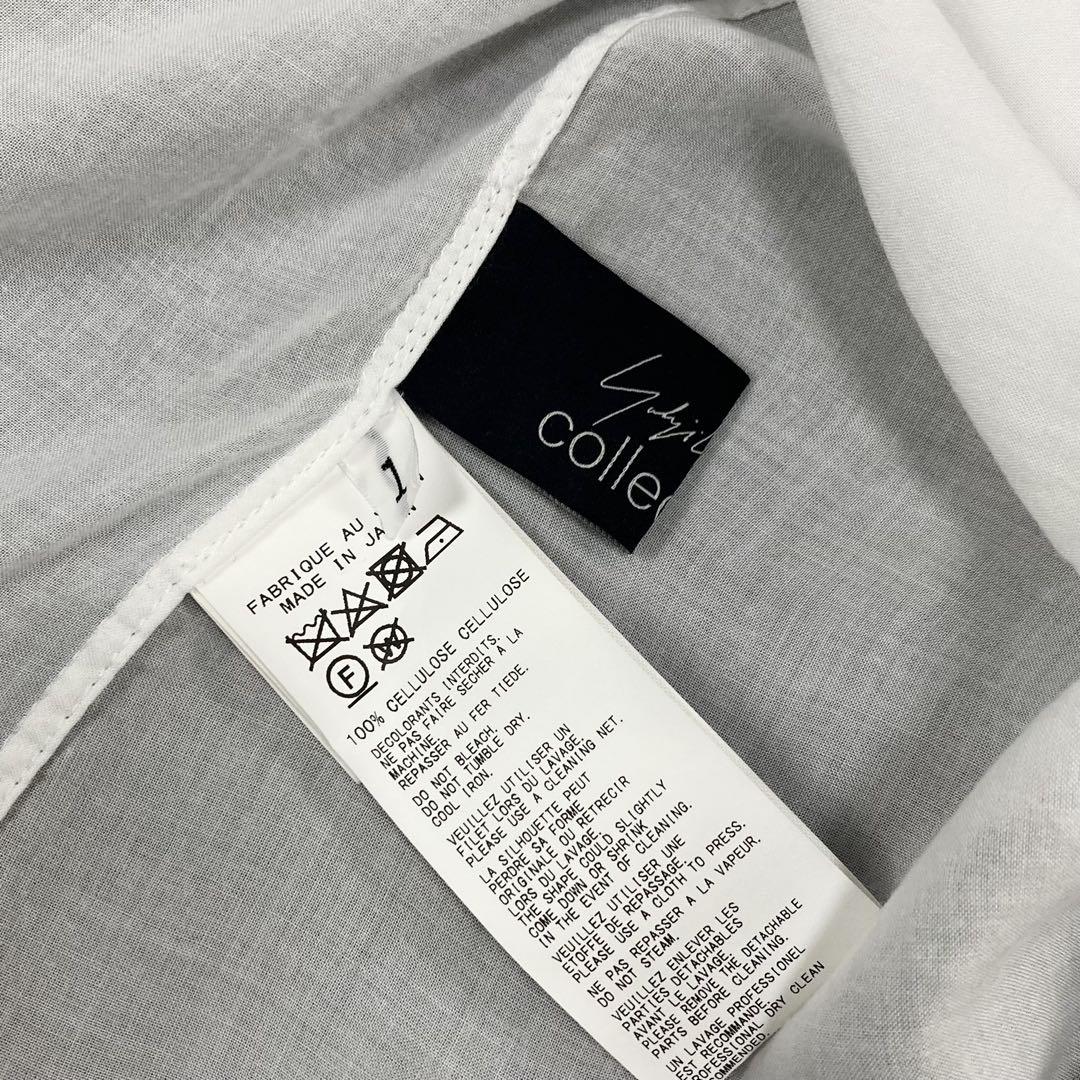 colle
1
FABRIQUE AU
MADE IN
F
W
100% CELLULOSE CELLULOSE
DECOLORANTS INTERDITS.
NE PAS FAIRE SECHER A LA
MACHINE.
REPASSER AU FER TIEDE.
DO NOT BLEACH.
DO NOT TUMBLE DRY.
COOL IRON.
VEUILLEZ UTILISER UN
FILET LORS DU LAVAGE.
PLEASE USE A CLEANING NET.
LA SILHOUETTE PEUT
PERDRE SA FORME
ORIGINALE OU RETRECIR
LORS DU LAVAGE.
THE SHAPE COULD SLIGHTLY
COME DOWN OR SHRINK
IN THE EVENT OF CLEANING.
VEUILLEZ UTILISER UNE
ETOFFE DE REPASSAGE.
PLEASE USE A CLOTH TO PRESS.
NE PAS REPASSER A LA VAPEUR.
DO NOT STEAM.
VEUILLEZ ENLEVER LES
PARTIES DETACHABLES
AVANT LE LAVAGE.
PLEASE REMOVE THE DETACHABLE
PARTS BEFORE CLEANING.
UN LAVAGE PROFESSIONEL
EST RECOMMANDE.
PROFESSIONAL DRY CLEAN